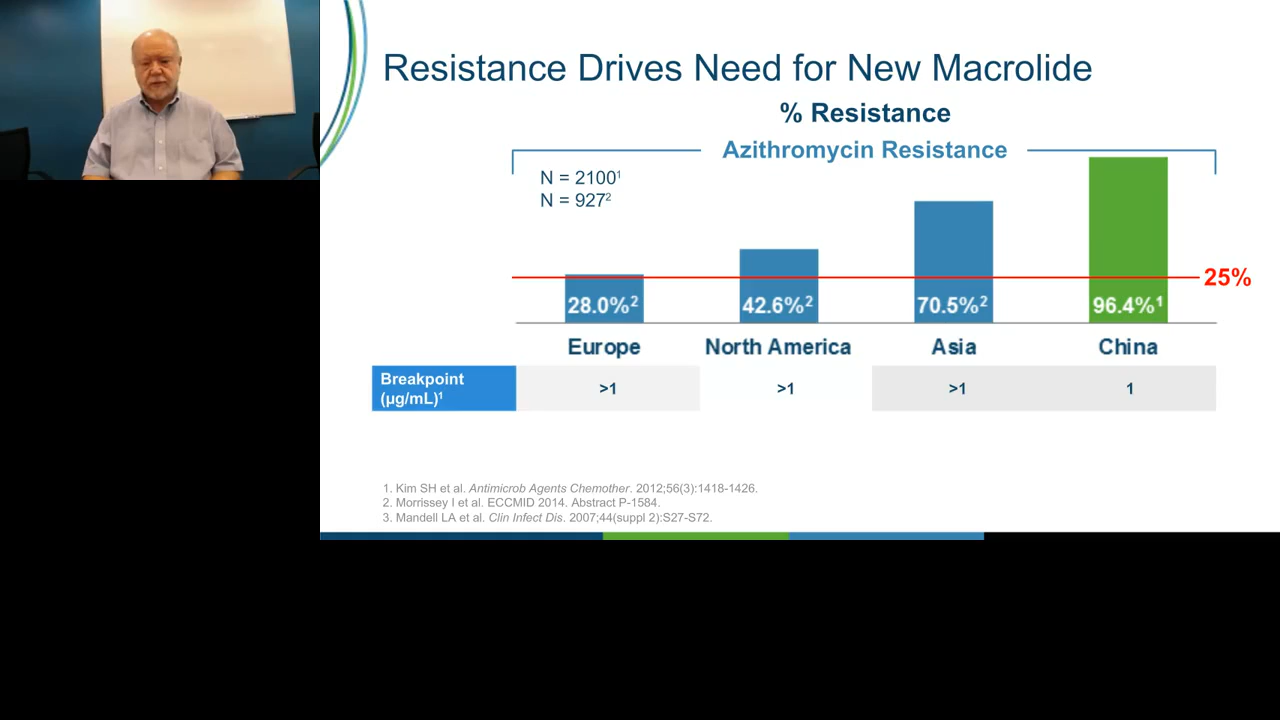 Resistance Drives Need for New Macrolide
% Resistance
Azithromycin Resistance
N = 2100¹
N = 927²
25%
28.0%² 42.6%² 70.5%² 96.4%¹
Europe North America Asia China
Breakpoint
(µg/mL)¹
>1 >1 >1 1
1. Kim SH et al. Antimicrob Agents Chemother. 2012;56(3):1418-1426.
2. Morrissey I et al. ECCMID 2014. Abstract P-1584.
3. Mandell LA et al. Clin Infect Dis. 2007;44(suppl 2):S27-S72.